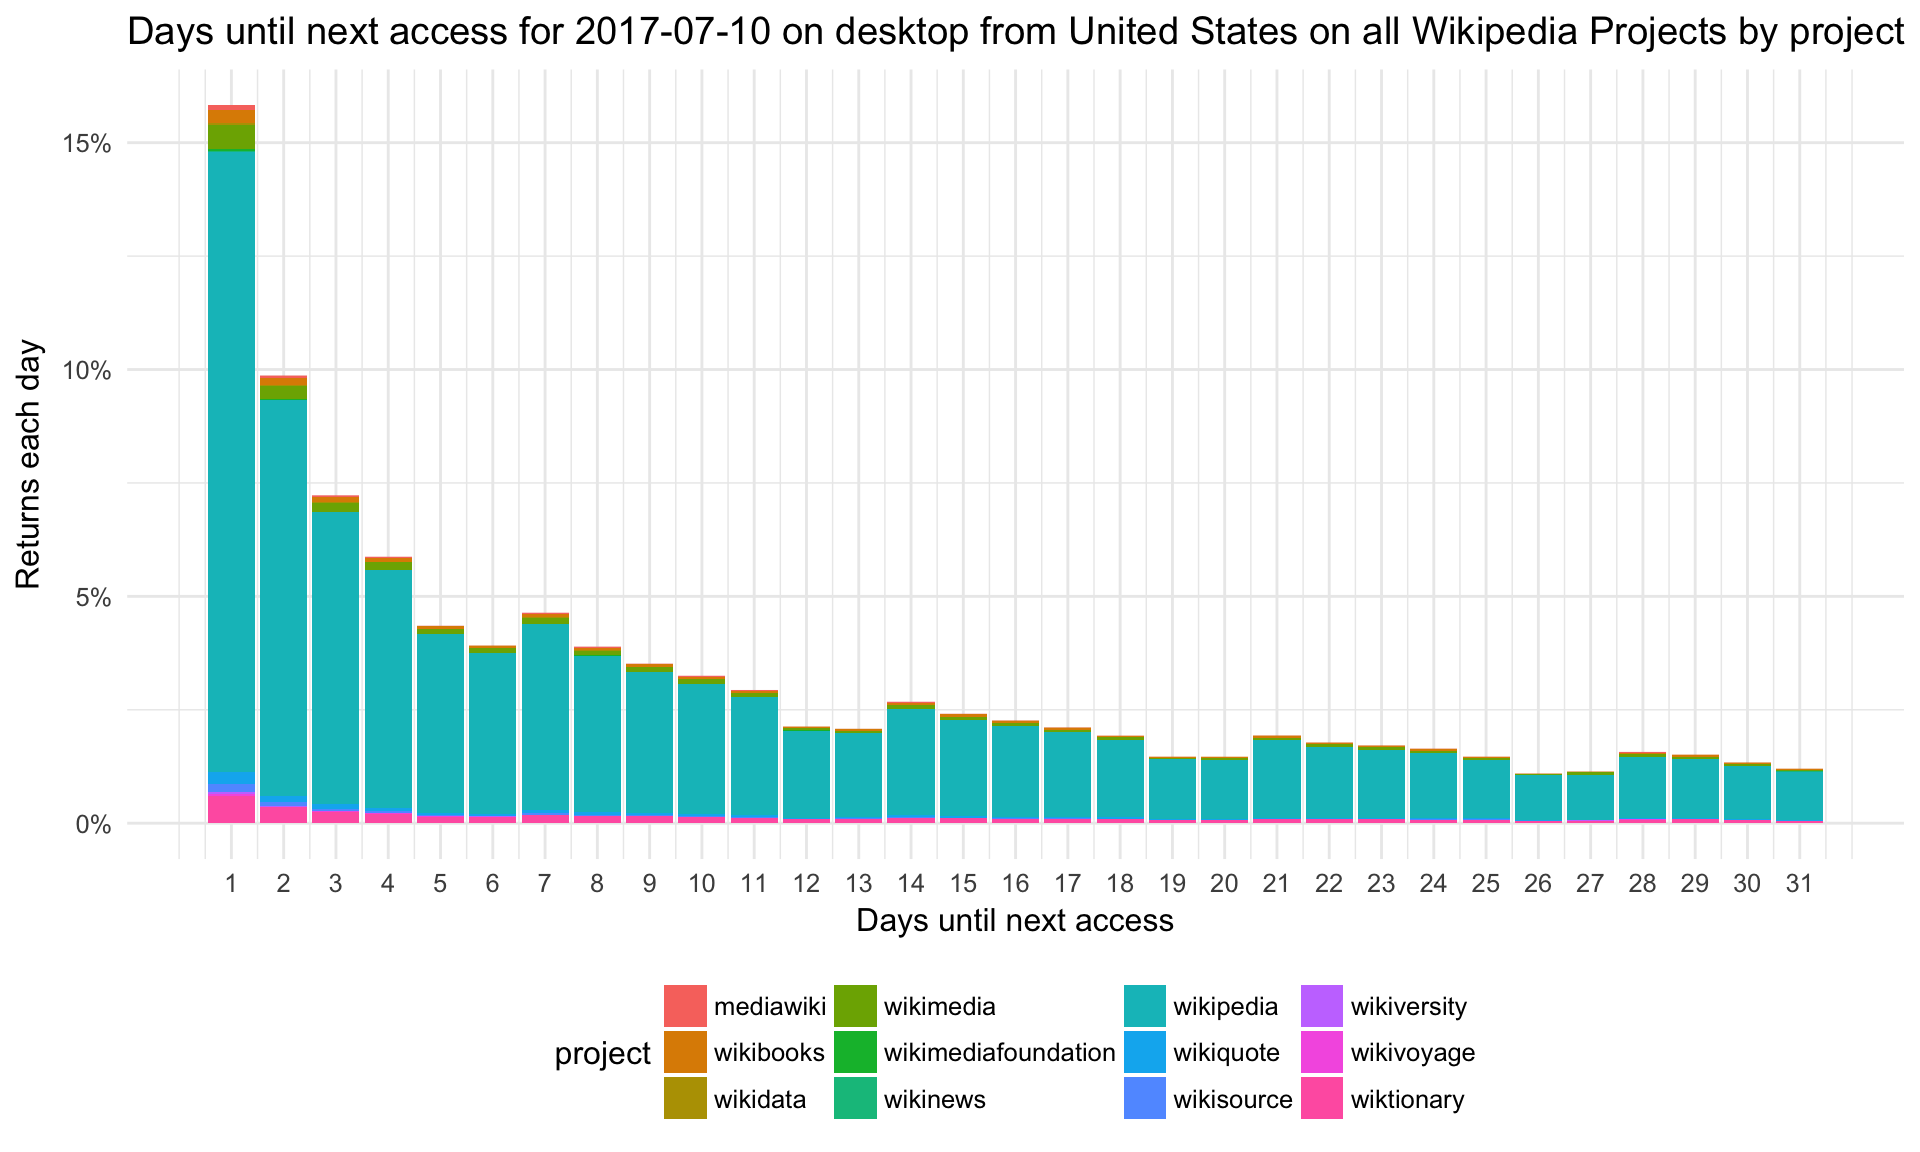 Days until next access for 2017-07-10 on desktop from United States on all Wikipedia Projects by project
15%
10%
5%
0%
Returns each day
1 2 3 4 5 6 7 8 9 10 11 12 13 14 15 16 17 18 19 20 21 22 23 24 25 26 27 28 29 30 31
Days until next access
project
mediawiki wikimedia wikipedia wikiversity
wikibooks wikimediafoundation wikiquote wikivoyage
wikidata wikinews wikisource wiktionary